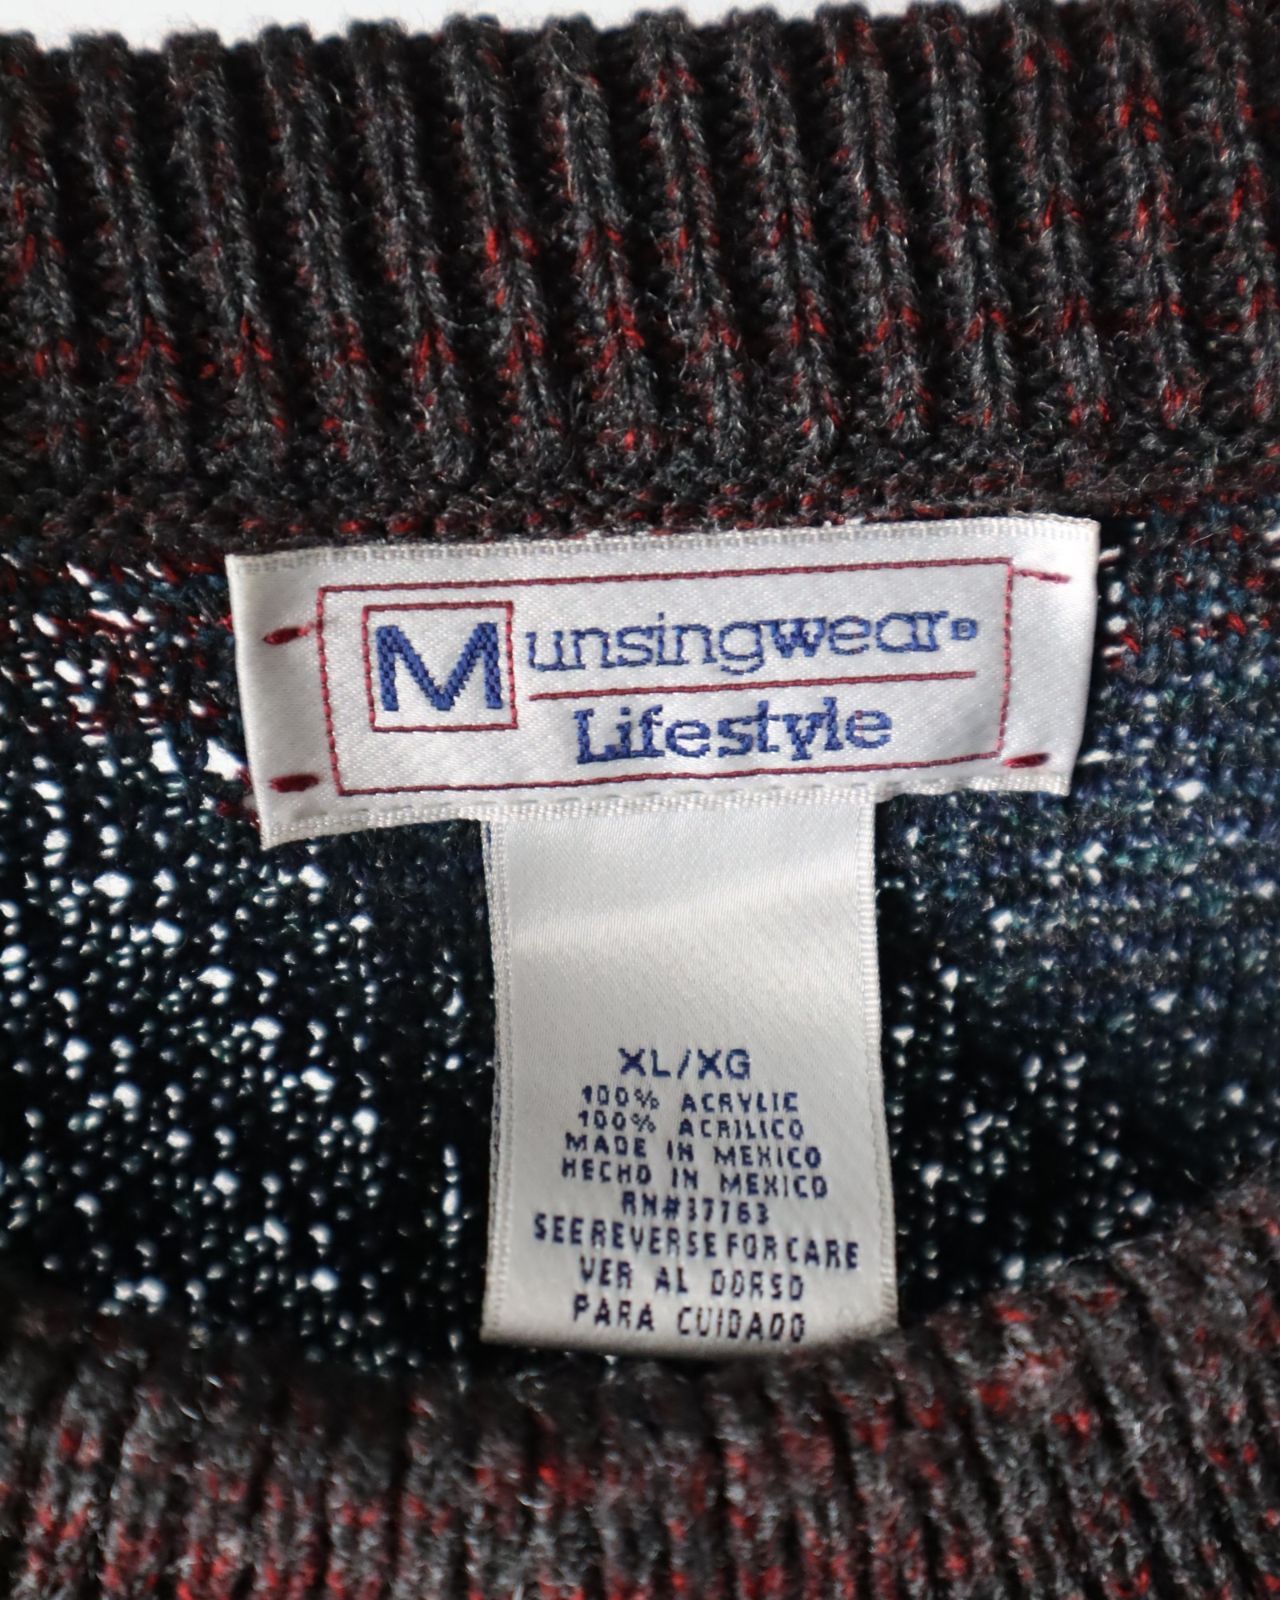 Munsingwear®
Lifestyle
XL/XG
100% ACRYLIC
100% ACRILICO
MADE IN MEXICO
HECHO IN MEXICO
RN#37763
SEE REVERSE FOR CARE
VER AL DORSO
PARA CUIDADO